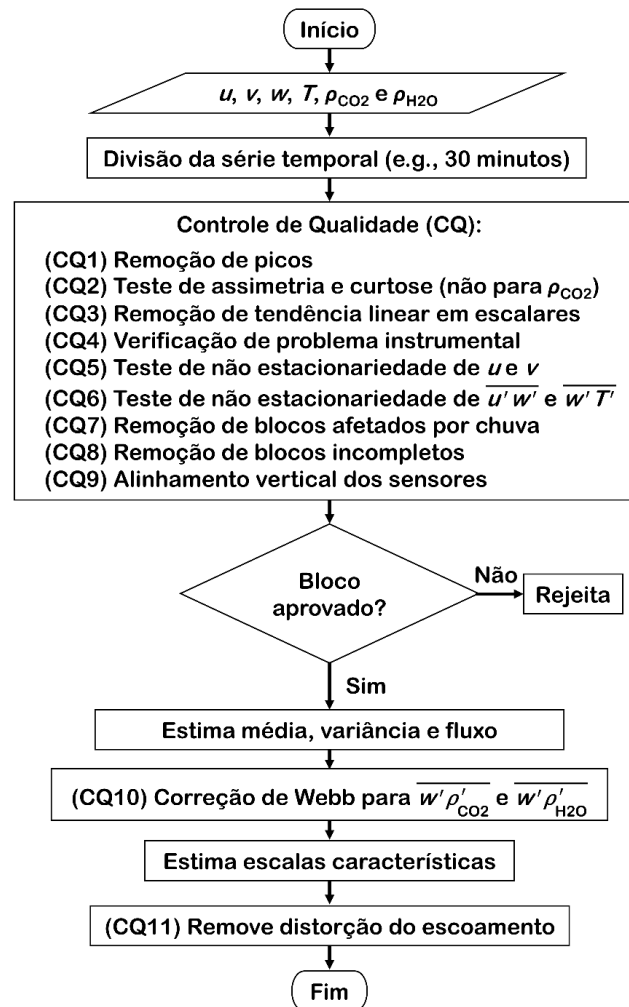 Início
u, v, w, T, ρCO2 e ρH2O
Divisão da série temporal (e.g., 30 minutos)
Controle de Qualidade (CQ):
(CQ1) Remoção de picos
(CQ2) Teste de assimetria e curtose (não para ρCO2)
(CQ3) Remoção de tendência linear em escalares
(CQ4) Verificação de problema instrumental
(CQ5) Teste de não estacionariedade de u e v
(CQ6) Teste de não estacionariedade de u'w' e w'T'
(CQ7) Remoção de blocos afetados por chuva
(CQ8) Remoção de blocos incompletos
(CQ9) Alinhamento vertical dos sensores
Bloco
aprovado?
Não
Rejeita
Sim
Estima média, variância e fluxo
(CQ10) Correção de Webb para w'ρ'CO2 e w'ρ'H2O
Estima escalas características
(CQ11) Remove distorção do escoamento
Fim